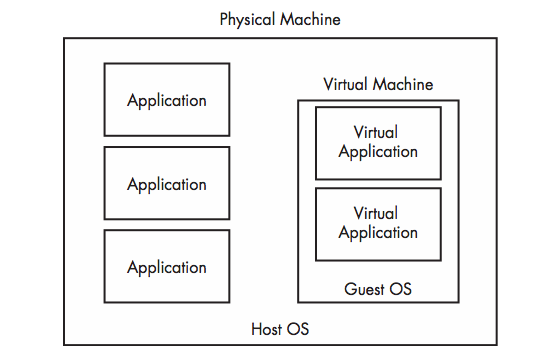 Physical Machine
Application
Application
Application
Virtual Machine
Virtual
Application
Virtual
Application
Guest OS
Host OS